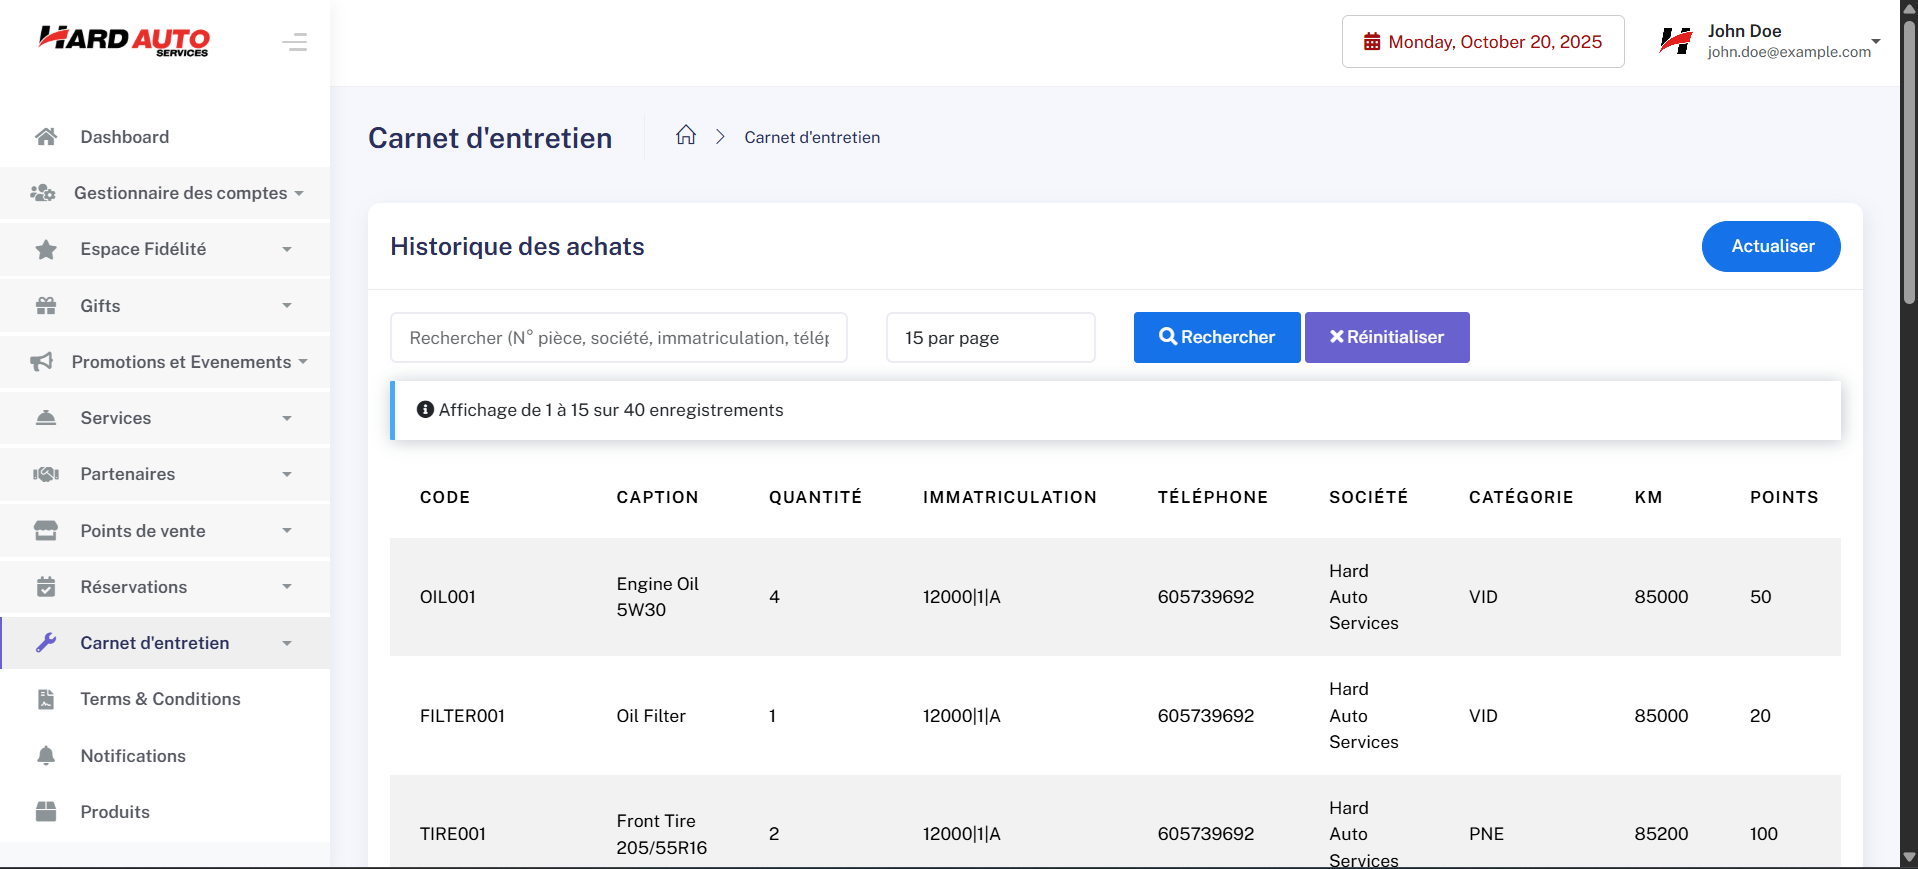 HARD AUTO
SERVICES
Monday, October 20, 2025
John Doe
john.doe@example.com
Dashboard
Gestionnaire des comptes
Espace Fidélité
Gifts
Promotions et Evenements
Services
Partenaires
Points de vente
Réservations
Carnet d'entretien
Terms & Conditions
Notifications
Produits
Carnet d'entretien
Carnet d'entretien
Historique des achats
Actualiser
Rechercher (N° pièce, société, immatriculation, télép
15 par page
Rechercher
Réinitialiser
Affichage de 1 à 15 sur 40 enregistrements
CODE CAPTION QUANTITÉ IMMATRICULATION TÉLÉPHONE SOCIÉTÉ CATÉGORIE KM POINTS
OIL001 Engine Oil 5W30 4 12000|1|A 605739692 Hard Auto Services VID 85000 50
FILTER001 Oil Filter 1 12000|1|A 605739692 Hard Auto Services VID 85000 20
TIRE001 Front Tire 205/55R16 2 12000|1|A 605739692 Hard Auto Services PNE 85200 100